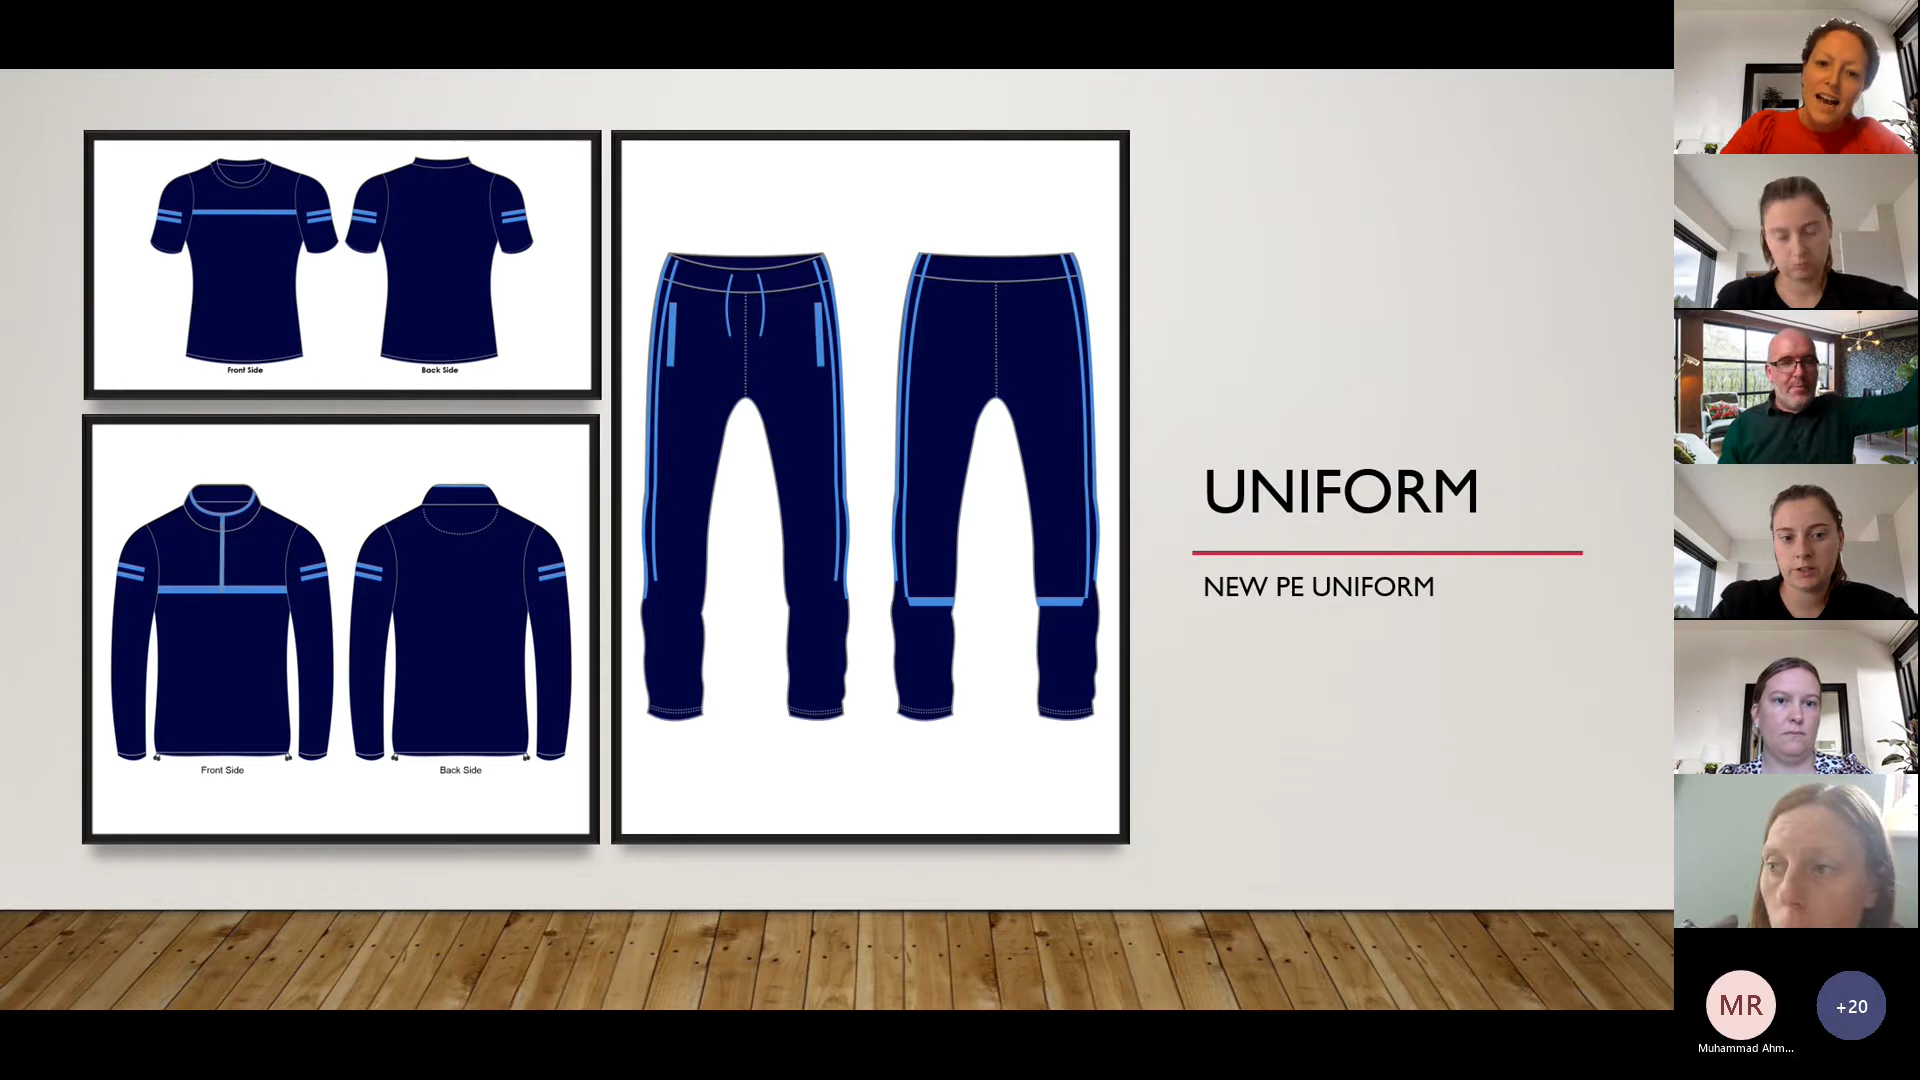 Front Side
Back Side
Front Side
Back Side
UNIFORM
NEW PE UNIFORM
MR
+20
Muhammad Ahm...